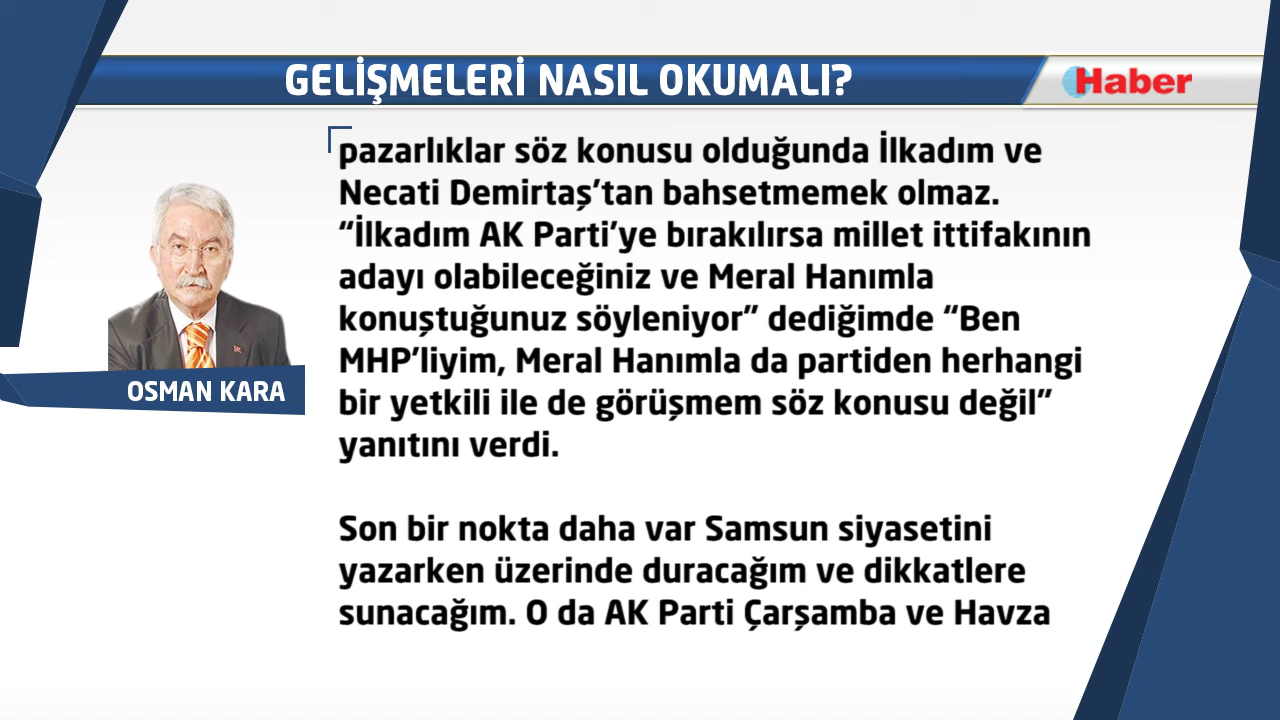 GELİŞMELERİ NASIL OKUMALI?
Haber
pazarlıklar söz konusu olduğunda İlkadım ve
Necati Demirtaş’tan bahsetmemek olmaz.
“İlkadım AK Parti’ye bırakılırsa millet ittifakının
adayı olabileceğiniz ve Meral Hanımla
konuştuğunuz söyleniyor” dediğimde “Ben
MHP’liyim, Meral Hanımla da partiden herhangi
bir yetkili ile de görüşmem söz konusu değil”
yanıtını verdi.
Son bir nokta daha var Samsun siyasetini
yazarken üzerinde duracağım ve dikkatlere
sunacağım. O da AK Parti Çarşamba ve Havza
OSMAN KARA